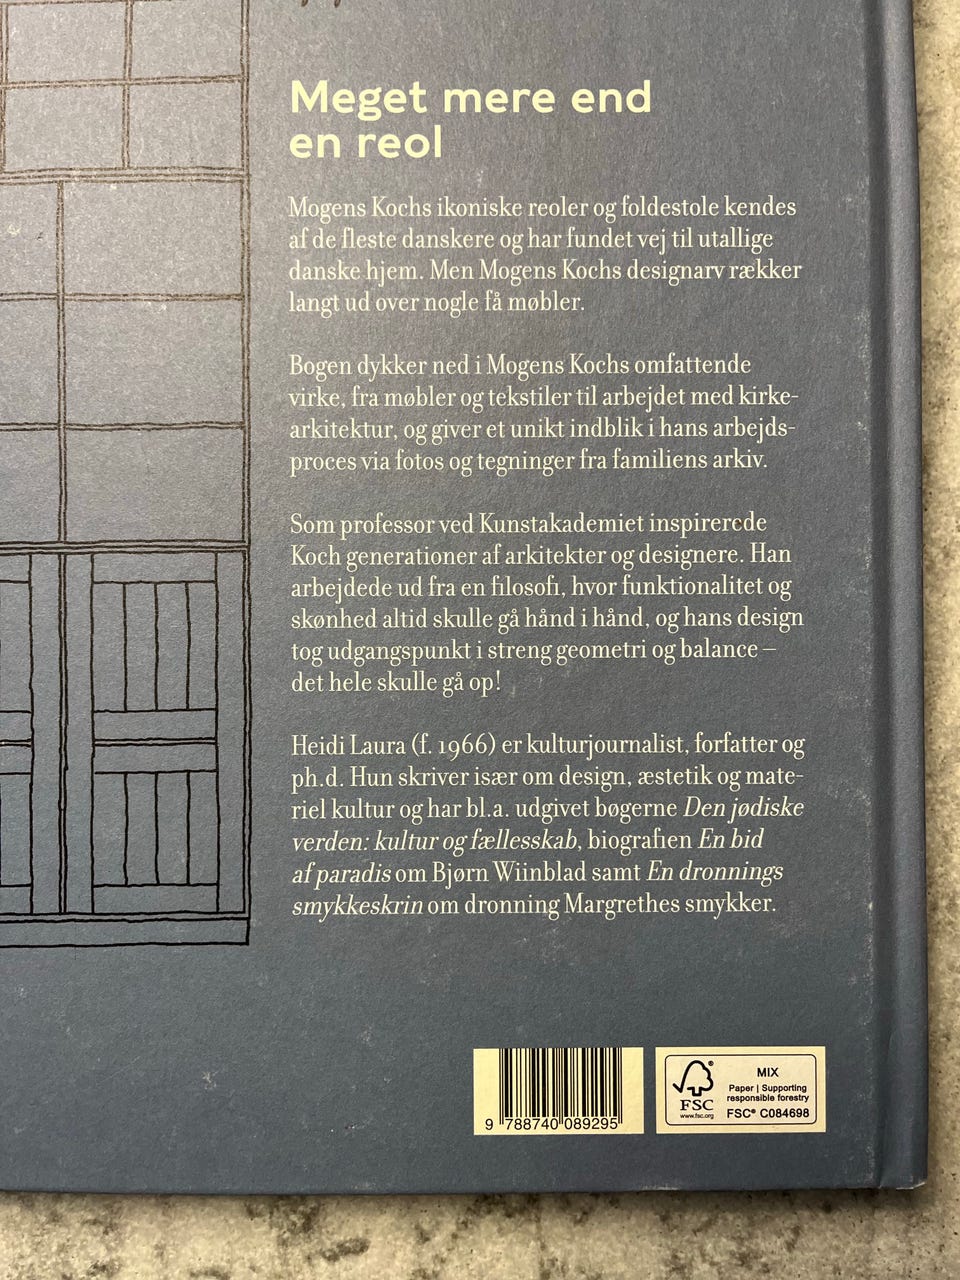 Meget mere end
en reol
Mogens Kochs ikoniske reoler og foldestole kendes
af de fleste danskere og har fundet vej til utallige
danske hjem. Men Mogens Kochs designarv rækker
langt ud over nogle få møbler.
Bogen dykker ned i Mogens Kochs omfattende
virke, fra møbler og tekstiler til arbejdet med kirke-
arkitektur, og giver et unikt indblik i hans arbejds-
proces via fotos og tegninger fra familiens arkiv.
Som professor ved Kunstakademiet inspirerede
Koch generationer af arkitekter og designere. Han
arbejdede ud fra en filosofi, hvor funktionalitet og
skønhed altid skulle gå hånd i hånd, og hans design
tog udgangspunkt i streng geometri og balance –
det hele skulle gå op!
Heidi Laura (f. 1966) er kulturjournalist, forfatter og
ph.d. Hun skriver især om design, æstetik og mate-
riel kultur og har bl.a. udgivet bøgerne Den jødiske
verden: kultur og fællesskab, biografien En bid
af paradis om Bjørn Wiinblad samt En dronnings
smykkeskrin om dronning Margrethes smykker.
9 788740 089295
FSC
www.fsc.org
MIX
Paper | Supporting
responsible forestry
FSC® C084698